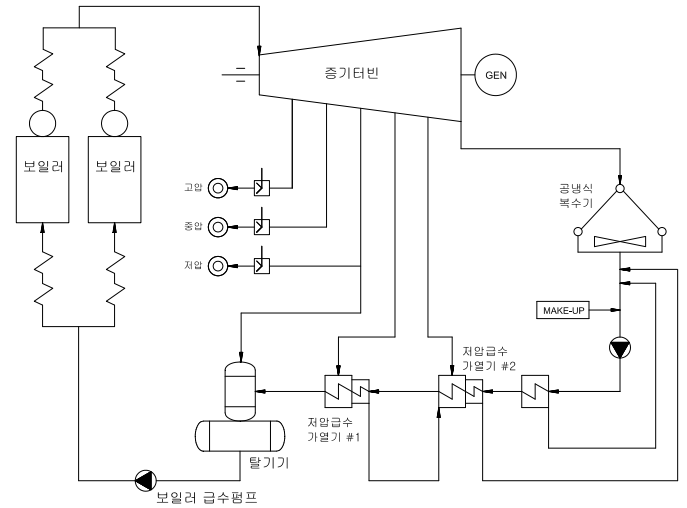 증기터빈
GEN
보일러
보일러
고압
중압
저압
공냉식
복수기
MAKE-UP
저압급수
가열기 #2
저압급수
가열기 #1
탈기기
보일러 급수펌프